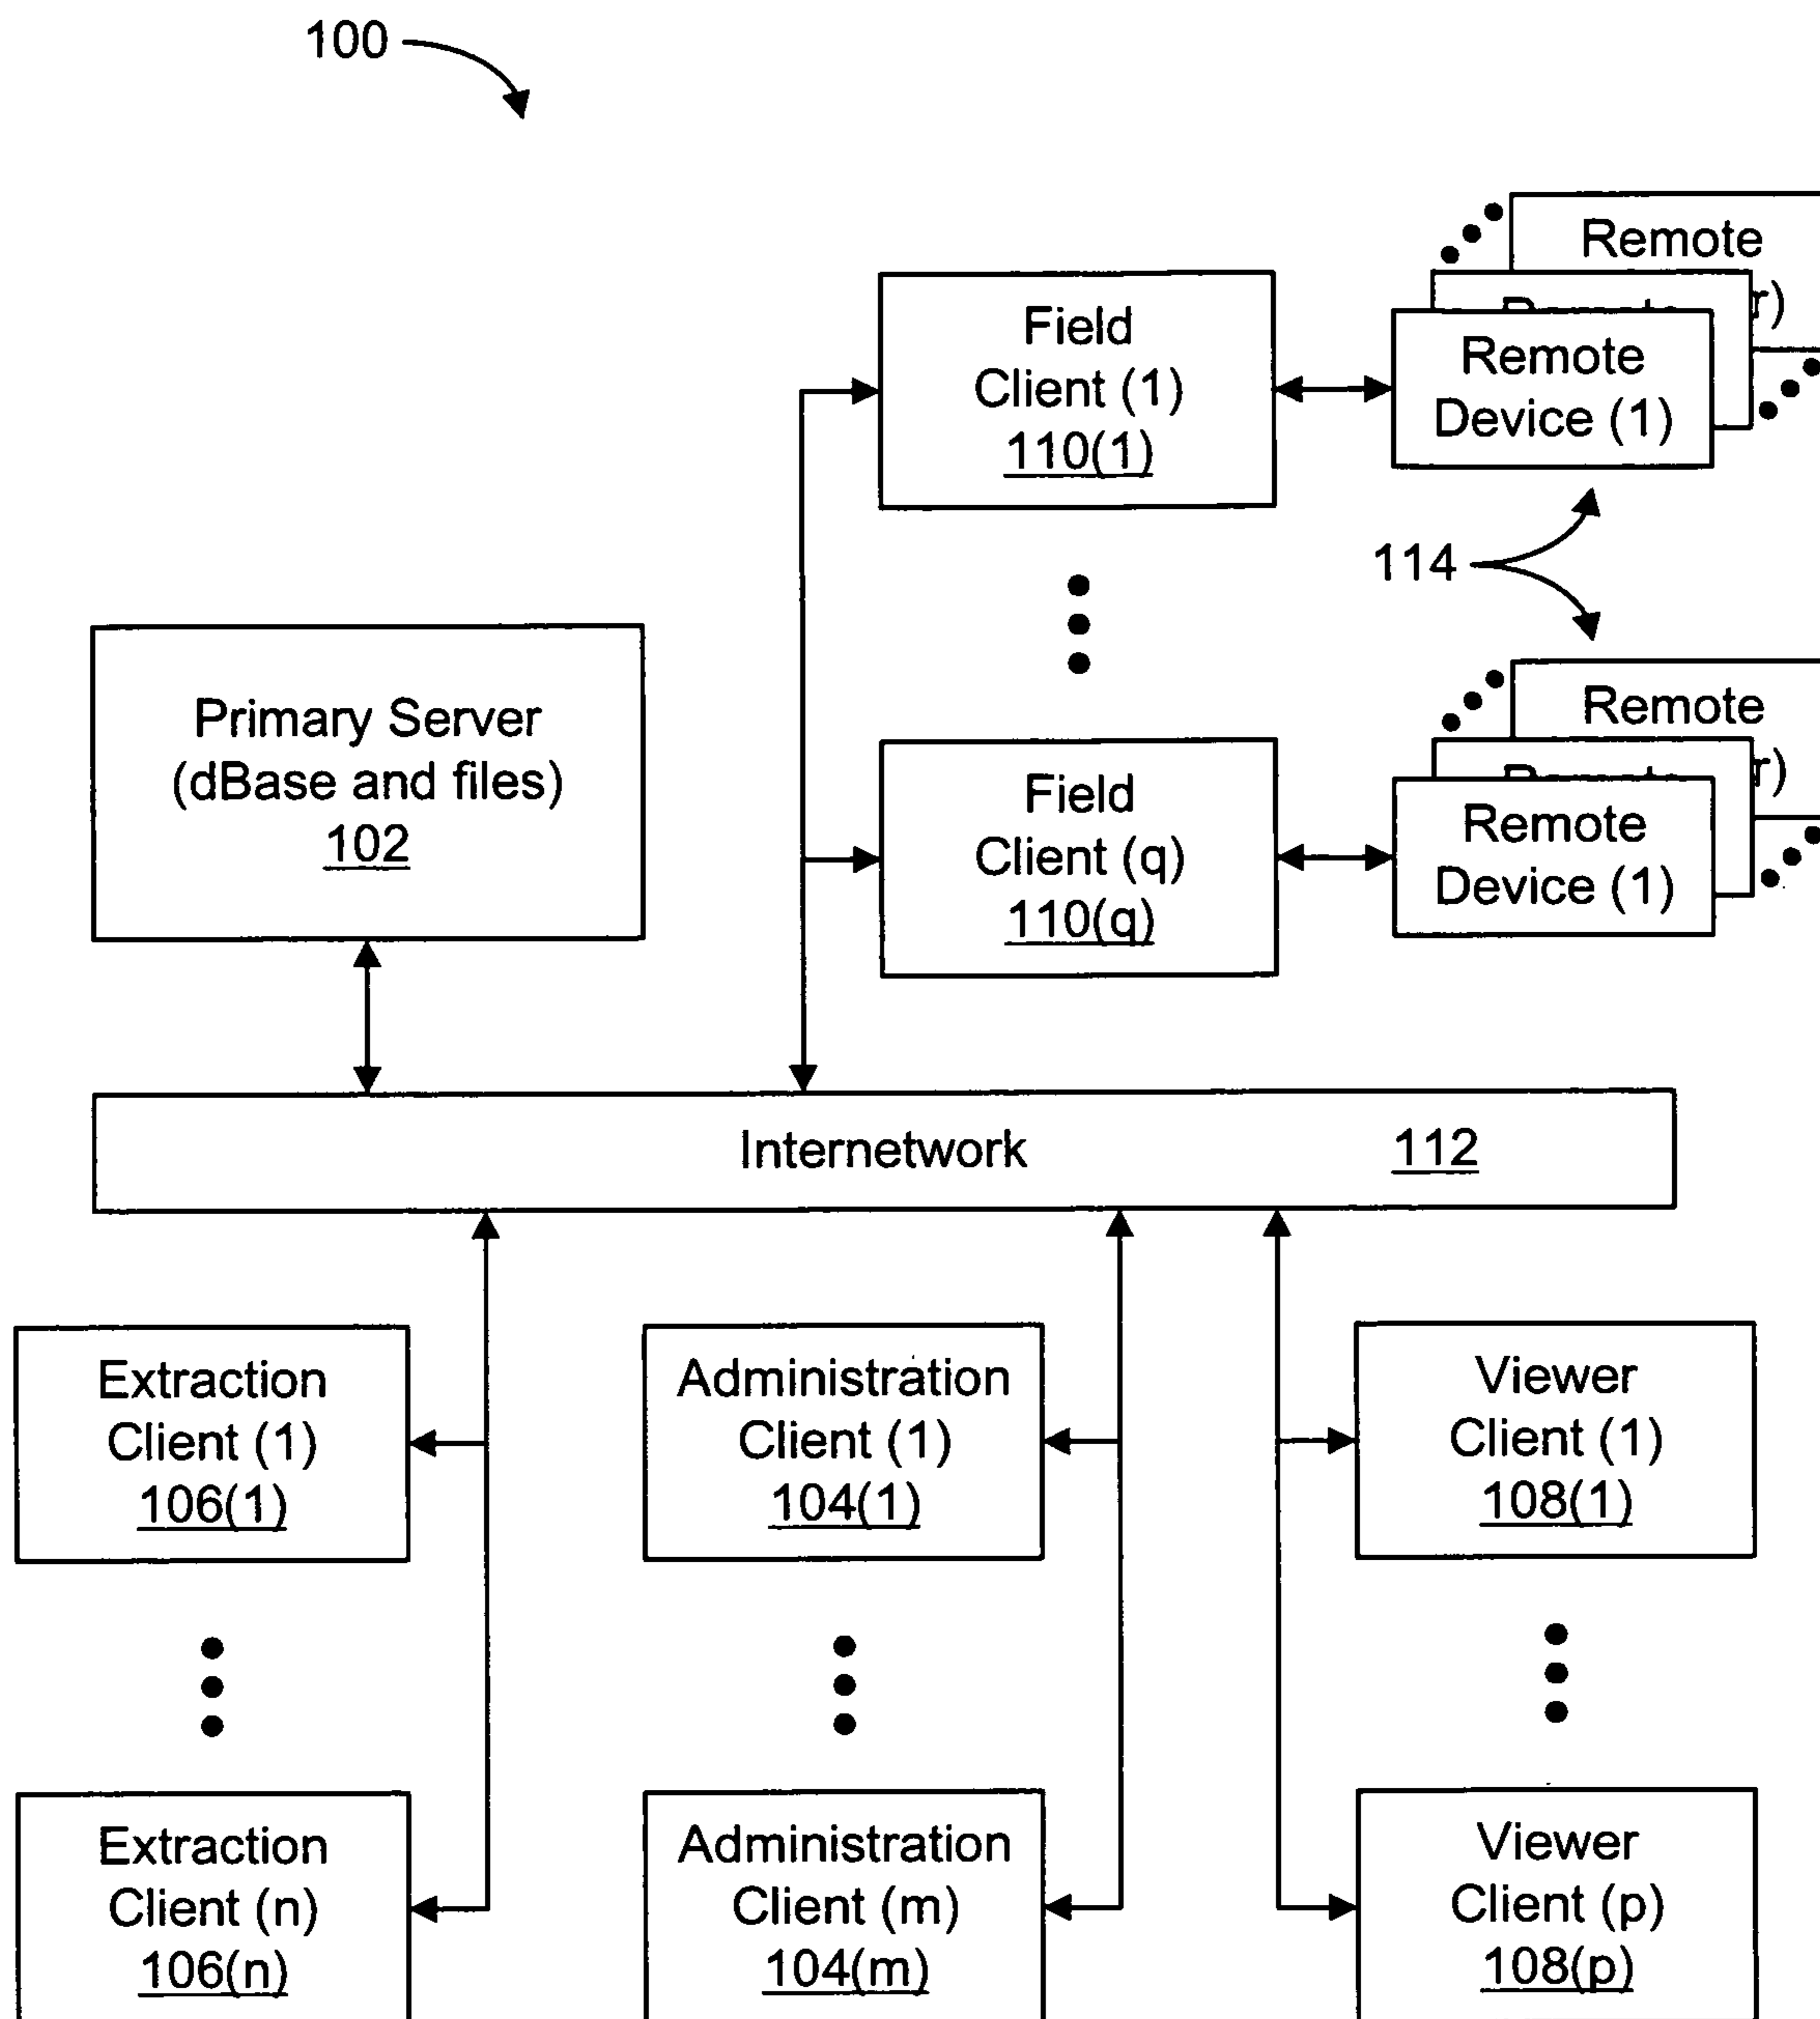 100
Remote
r)
Field
Client (1)
110(1)
Remote
Device (1)
114
Primary Server
(dBase and files)
102
Remote
r)
Field
Client (q)
110(q)
Remote
Device (1)
Internetwork 112
Extraction
Client (1)
106(1)
Administration
Client (1)
104(1)
Viewer
Client (1)
108(1)
Extraction
Client (n)
106(n)
Administration
Client (m)
104(m)
Viewer
Client (p)
108(p)